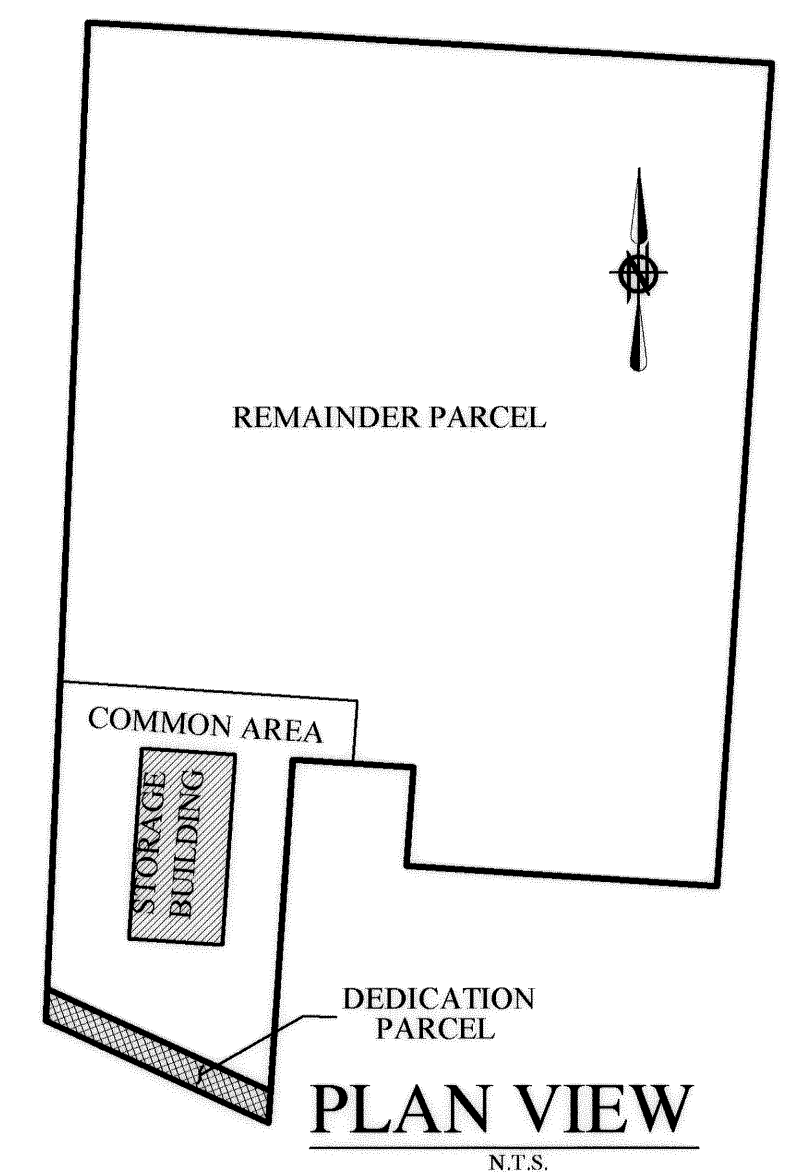 N
REMAINDER PARCEL
COMMON AREA
STORAGE
BUILDING
DEDICATION
PARCEL
PLAN VIEW
N.T.S.